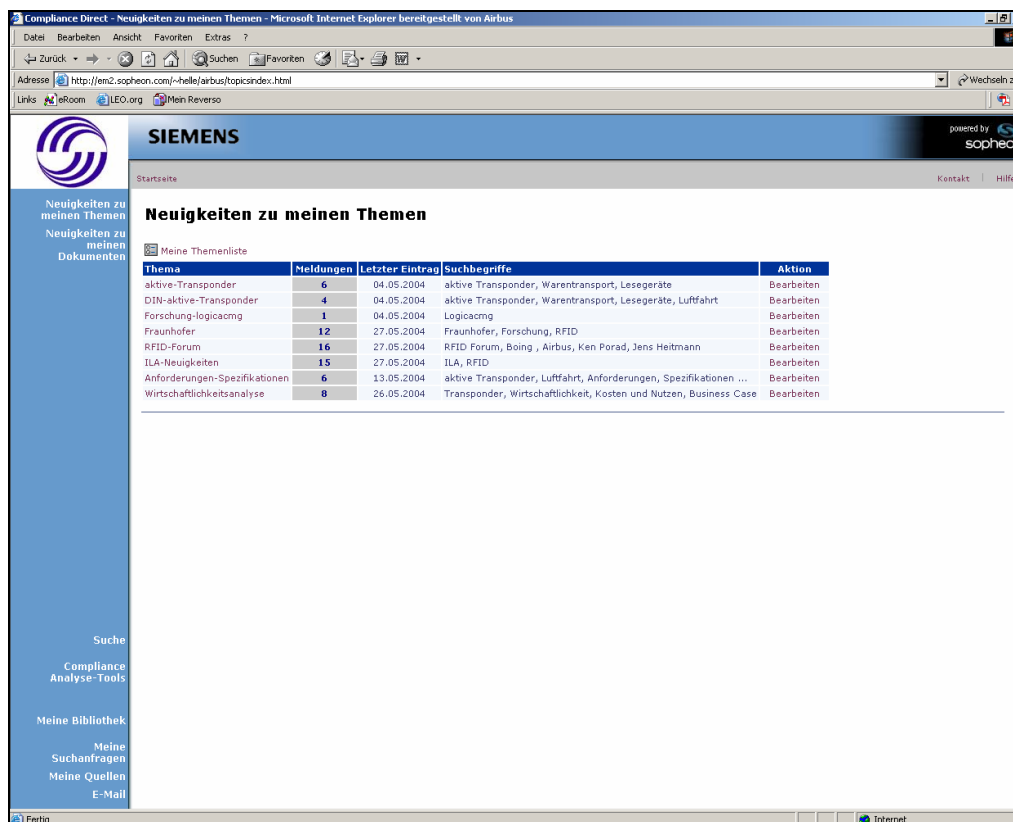 Compliance Direct - Neuigkeiten zu meinen Themen - Microsoft Internet Explorer bereitgestellt von Airbus
Datei Bearbeiten Ansicht Favoriten Extras ?
Zurück Suchen Favoriten
Adresse http://em2.sopheon.com/~helle/airbus/topicsindex.html Wechseln z
Links eRoom LEO.org Mein Reverso
SIEMENS
powered by
sopheo
Startseite Kontakt | Hilfe
Neuigkeiten zu
meinen Themen
Neuigkeiten zu
meinen
Dokumenten
Neuigkeiten zu meinen Themen
Meine Themenliste
Thema Meldungen Letzter Eintrag Suchbegriffe Aktion
aktive-Transponder 6 04.05.2004 aktive Transponder, Warentransport, Lesegeräte Bearbeiten
DIN-aktive-Transponder 4 04.05.2004 aktive Transponder, Warentransport, Lesegeräte, Luftfahrt Bearbeiten
Forschung-logicacmg 1 04.05.2004 Logicacmg Bearbeiten
Fraunhofer 12 27.05.2004 Fraunhofer, Forschung, RFID Bearbeiten
RFID-Forum 16 27.05.2004 RFID Forum, Boing , Airbus, Ken Porad, Jens Heitmann Bearbeiten
ILA-Neuigkeiten 15 27.05.2004 ILA, RFID Bearbeiten
Anforderungen-Spezifikationen 6 13.05.2004 aktive Transponder, Luftfahrt, Anforderungen, Spezifikationen ... Bearbeiten
Wirtschaftlichkeitsanalyse 8 26.05.2004 Transponder, Wirtschaftlichkeit, Kosten und Nutzen, Business Case Bearbeiten
Suche
Compliance
Analyse-Tools
Meine Bibliothek
Meine
Suchanfragen
Meine Quellen
E-Mail
Fertig Internet